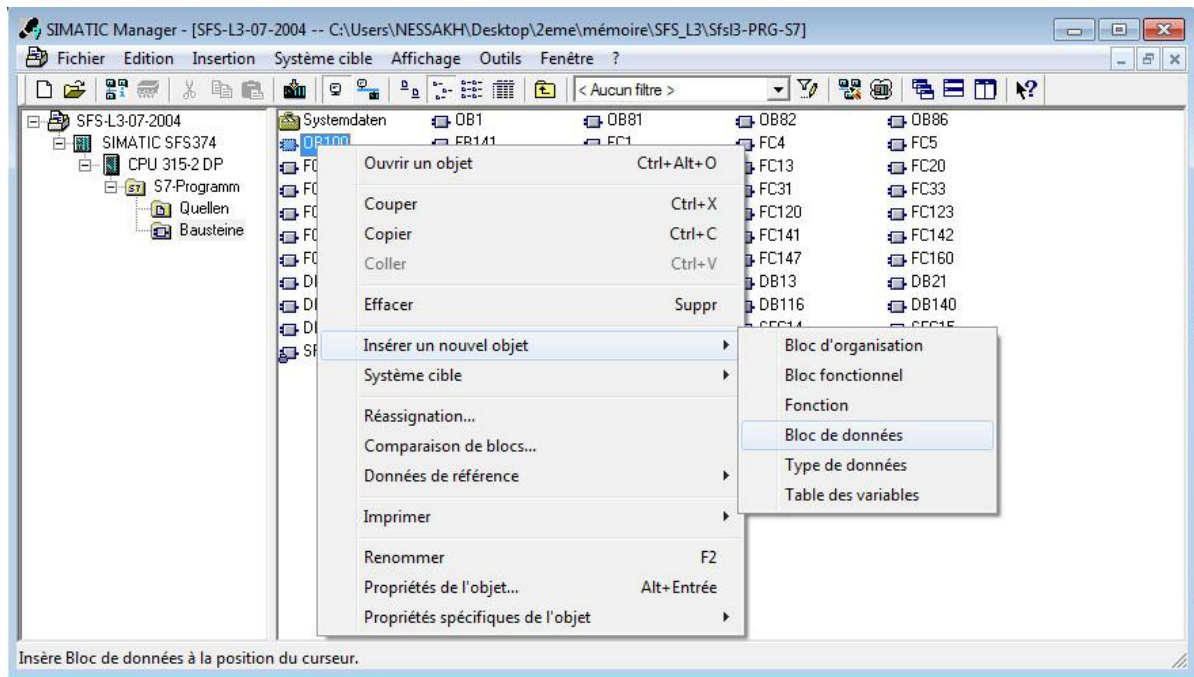 SIMATIC Manager - [SFS-L3-07-2004 -- C:\Users\NESSAKH\Desktop\2eme\mémoire\SFS_L3\Sfsl3-PRG-S7]
Fichier Edition Insertion Système cible Affichage Outils Fenêtre ?
< Aucun filtre >
SFS-L3-07-2004
SIMATIC SFS374
CPU 315-2 DP
S7-Programm
Quellen
Bausteine
Systemdaten OB1 OB81 OB82 OB86
OB100 FB141 FC1 FC4 FC5
FC13 FC20
FC31 FC33
FC120 FC123
FC141 FC142
FC147 FC160
DB13 DB21
DB116 DB140
SFC14 SFC15
Ouvrir un objet Ctrl+Alt+O
Couper Ctrl+X
Copier Ctrl+C
Coller Ctrl+V
Effacer Suppr
Insérer un nouvel objet
Système cible
Réassignation...
Comparaison de blocs...
Données de référence
Imprimer
Renommer F2
Propriétés de l'objet... Alt+Entrée
Propriétés spécifiques de l'objet
Bloc d'organisation
Bloc fonctionnel
Fonction
Bloc de données
Type de données
Table des variables
Insère Bloc de données à la position du curseur.